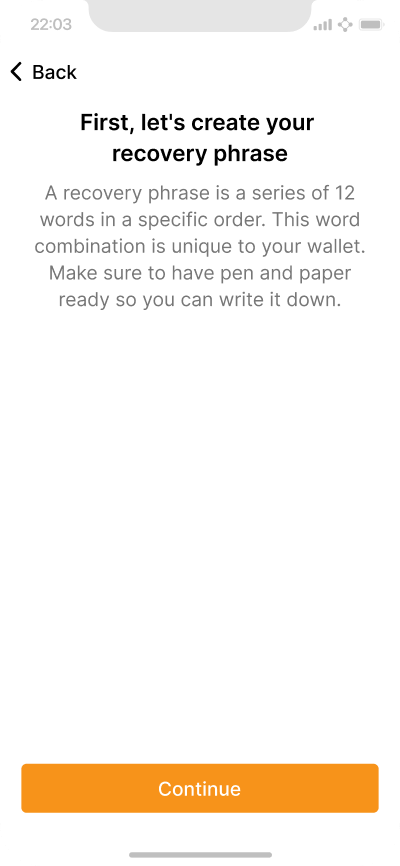 22:03
Back
First, let's create your
recovery phrase
A recovery phrase is a series of 12
words in a specific order. This word
combination is unique to your wallet.
Make sure to have pen and paper
ready so you can write it down.
Continue